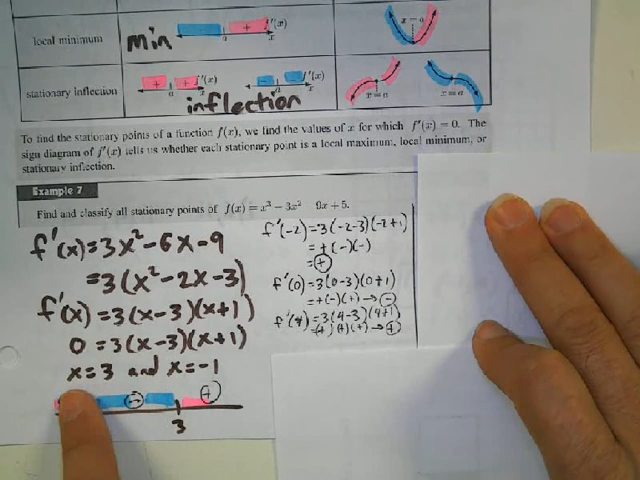 local minimum
min
- + f'(x)
a x
x = a
stationary inflection
+ + f'(x)
a x
- - f'(x)
a x
inflection
x = a
x = a
To find the stationary points of a function f(x), we find the values of x for which f'(x) = 0. The
sign diagram of f'(x) tells us whether each stationary point is a local maximum, local minimum, or
stationary inflection.
Example 7
Find and classify all stationary points of f(x) = x³ - 3x² 9x + 5.
f'(x)=3x²-6x-9
=3(x²-2x-3)
f'(x)=3(x-3)(x+1)
0=3(x-3)(x+1)
x=3 and x=-1
- +
3
f'(-2)=3(-2-3)(-2+1)
=+(-)(-)
=+
f'(0)=3(0-3)(0+1)
=+(-)(+)→-
f'(4)=3(4-3)(4+1)
(+)(+)(+)→+